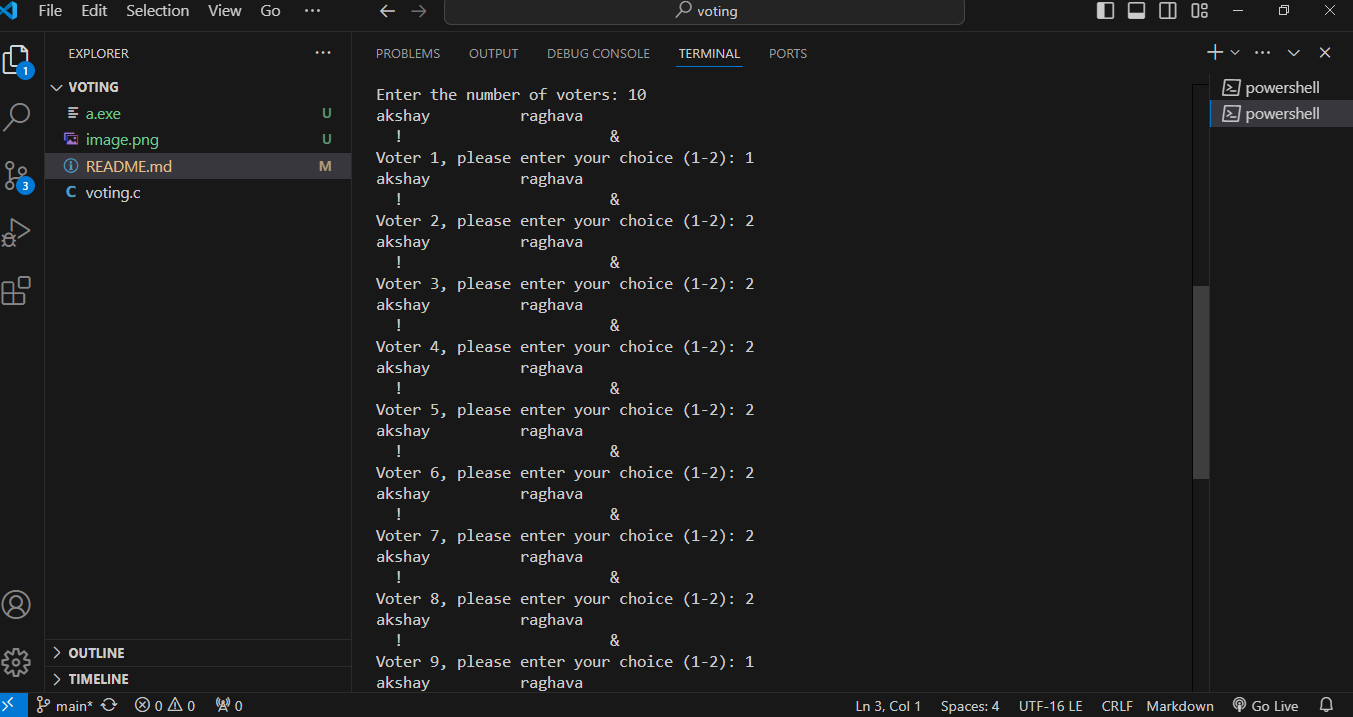 File Edit Selection View Go ... voting
EXPLORER ...
VOTING
a.exe U
image.png U
README.md M
C voting.c
OUTLINE
TIMELINE
1
3
PROBLEMS OUTPUT DEBUG CONSOLE TERMINAL PORTS
Enter the number of voters: 10
akshay raghava
! &
Voter 1, please enter your choice (1-2): 1
akshay raghava
! &
Voter 2, please enter your choice (1-2): 2
akshay raghava
! &
Voter 3, please enter your choice (1-2): 2
akshay raghava
! &
Voter 4, please enter your choice (1-2): 2
akshay raghava
! &
Voter 5, please enter your choice (1-2): 2
akshay raghava
! &
Voter 6, please enter your choice (1-2): 2
akshay raghava
! &
Voter 7, please enter your choice (1-2): 2
akshay raghava
! &
Voter 8, please enter your choice (1-2): 2
akshay raghava
! &
Voter 9, please enter your choice (1-2): 1
akshay raghava
powershell
powershell
main* 0 0 0 Ln 3, Col 1 Spaces: 4 UTF-16 LE CRLF Markdown Go Live